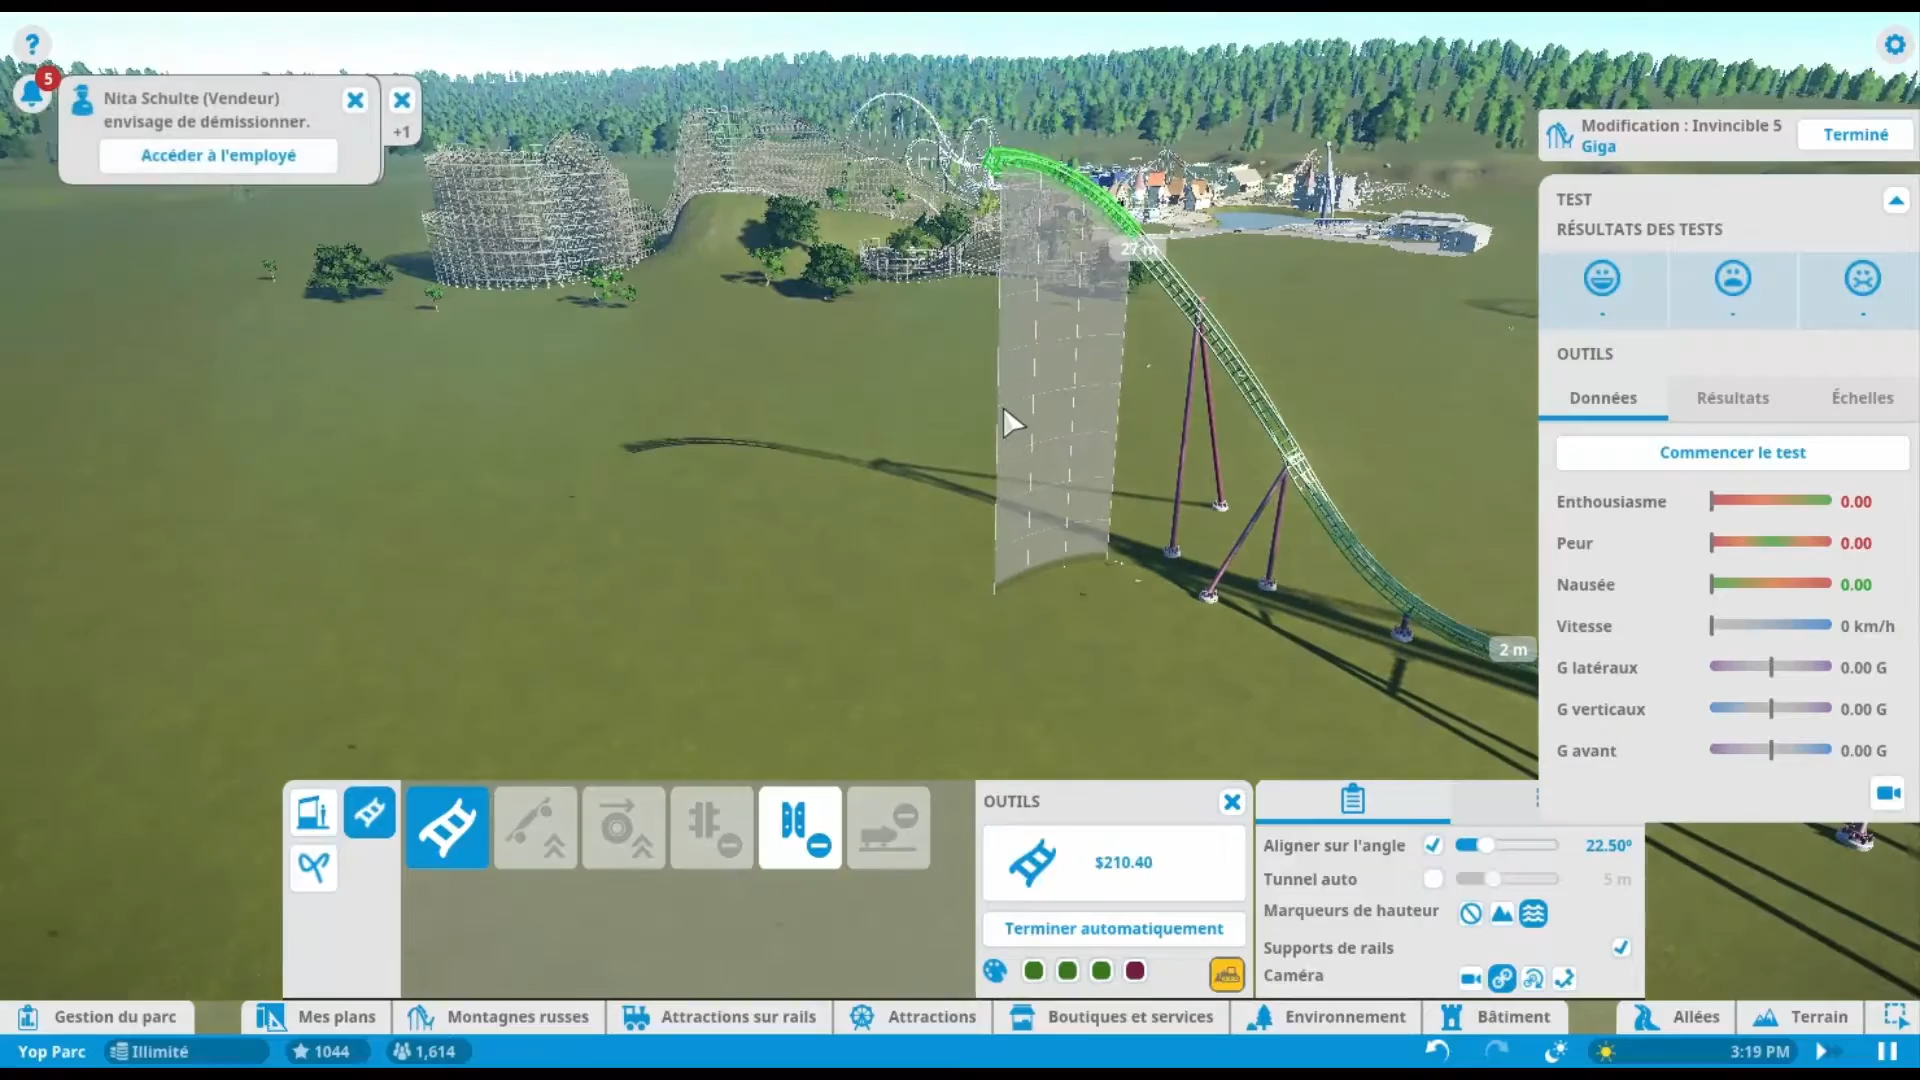 ?
5
Nita Schulte (Vendeur)
envisage de démissionner.
Accéder à l'employé
+1
27 m
2 m
Modification : Invincible 5
Giga
Terminé
TEST
RÉSULTATS DES TESTS
- - -
OUTILS
Données Résultats Échelles
Commencer le test
Enthousiasme 0.00
Peur 0.00
Nausée 0.00
Vitesse 0 km/h
G latéraux 0.00 G
G verticaux 0.00 G
G avant 0.00 G
OUTILS
$210.40
Terminer automatiquement
Aligner sur l'angle 22.50°
Tunnel auto 5 m
Marqueurs de hauteur
Supports de rails
Caméra
Gestion du parc Mes plans Montagnes russes Attractions sur rails Attractions Boutiques et services Environnement Bâtiment Allées Terrain
Yop Parc Illimité 1044 1,614 3:19 PM